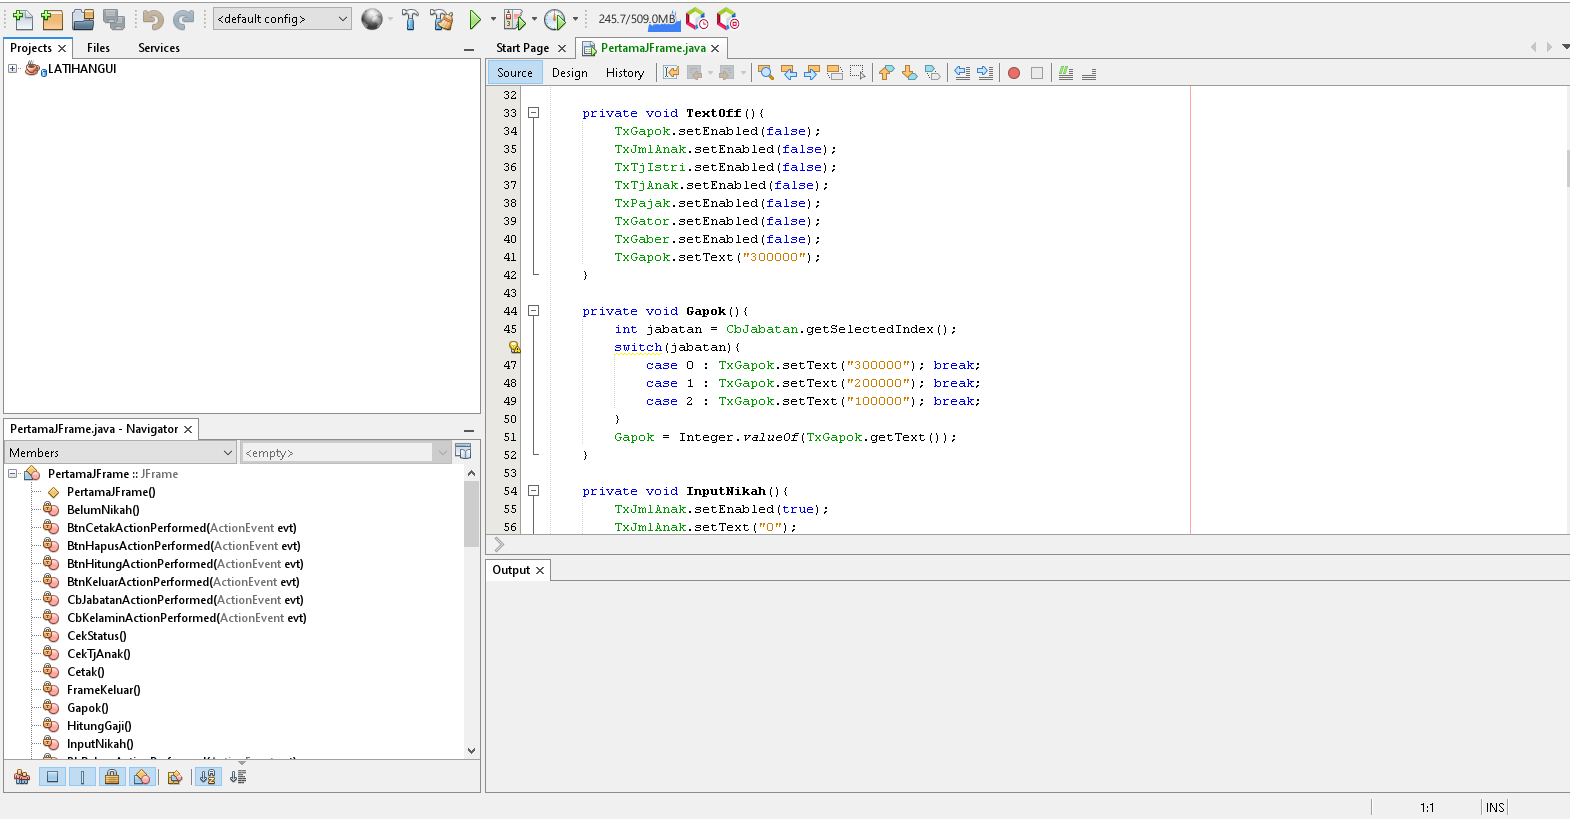 <default config>
245.7/509.0MB
Projects
Files
Services
LATIHANGUI
PertamaJFrame.java - Navigator
Members
<empty>
PertamaJFrame :: JFrame
PertamaJFrame()
BelumNikah()
BtnCetakActionPerformed(ActionEvent evt)
BtnHapusActionPerformed(ActionEvent evt)
BtnHitungActionPerformed(ActionEvent evt)
BtnKeluarActionPerformed(ActionEvent evt)
CbJabatanActionPerformed(ActionEvent evt)
CbKelaminActionPerformed(ActionEvent evt)
CekStatus()
CekTjAnak()
Cetak()
FrameKeluar()
Gapok()
HitungGaji()
InputNikah()
Start Page
PertamaJFrame.java
Source Design History
32
33 private void TextOff(){
34 TxGapok.setEnabled(false);
35 TxJmlAnak.setEnabled(false);
36 TxTjIstri.setEnabled(false);
37 TxTjAnak.setEnabled(false);
38 TxPajak.setEnabled(false);
39 TxGator.setEnabled(false);
40 TxGaber.setEnabled(false);
41 TxGapok.setText("300000");
42 }
43
44 private void Gapok(){
45 int jabatan = CbJabatan.getSelectedIndex();
switch(jabatan){
47 case 0 : TxGapok.setText("300000"); break;
48 case 1 : TxGapok.setText("200000"); break;
49 case 2 : TxGapok.setText("100000"); break;
50 }
51 Gapok = Integer.valueOf(TxGapok.getText());
52 }
53
54 private void InputNikah(){
55 TxJmlAnak.setEnabled(true);
56 TxJmlAnak.setText("0");
Output
1:1
INS